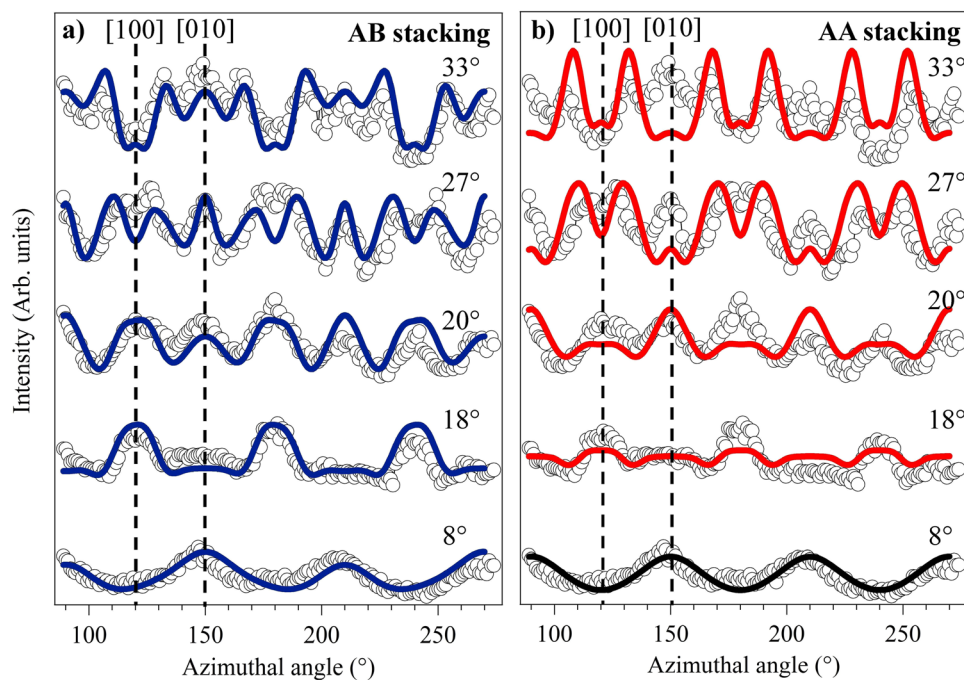 a) [100] [010] AB stacking
33°
27°
20°
18°
8°
100 150 200 250
Azimuthal angle (°)
Intensity (Arb. units)
b) [100] [010] AA stacking
33°
27°
20°
18°
8°
100 150 200 250
Azimuthal angle (°)